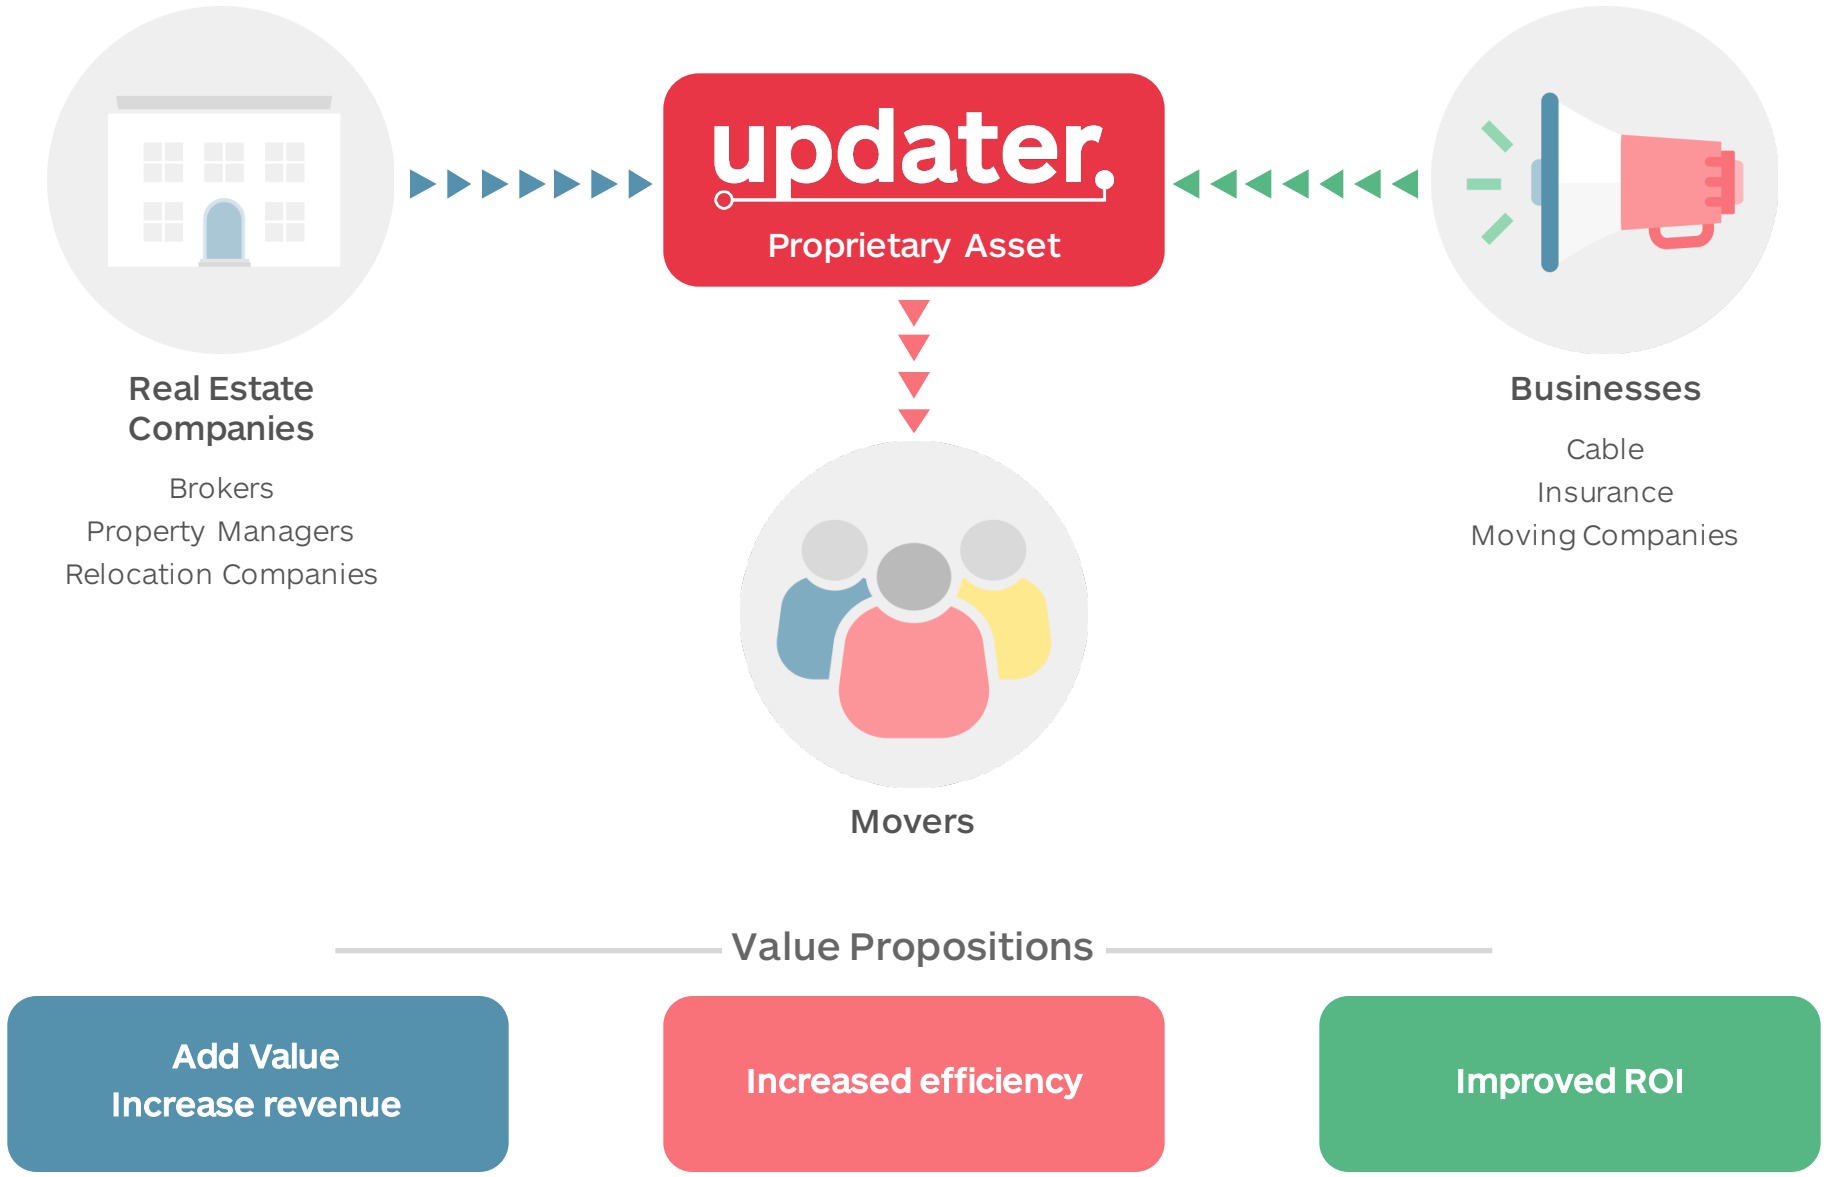 updater.
Proprietary Asset
Real Estate
Companies
Brokers
Property Managers
Relocation Companies
Businesses
Cable
Insurance
Moving Companies
Movers
Value Propositions
Add Value
Increase revenue
Increased efficiency
Improved ROI